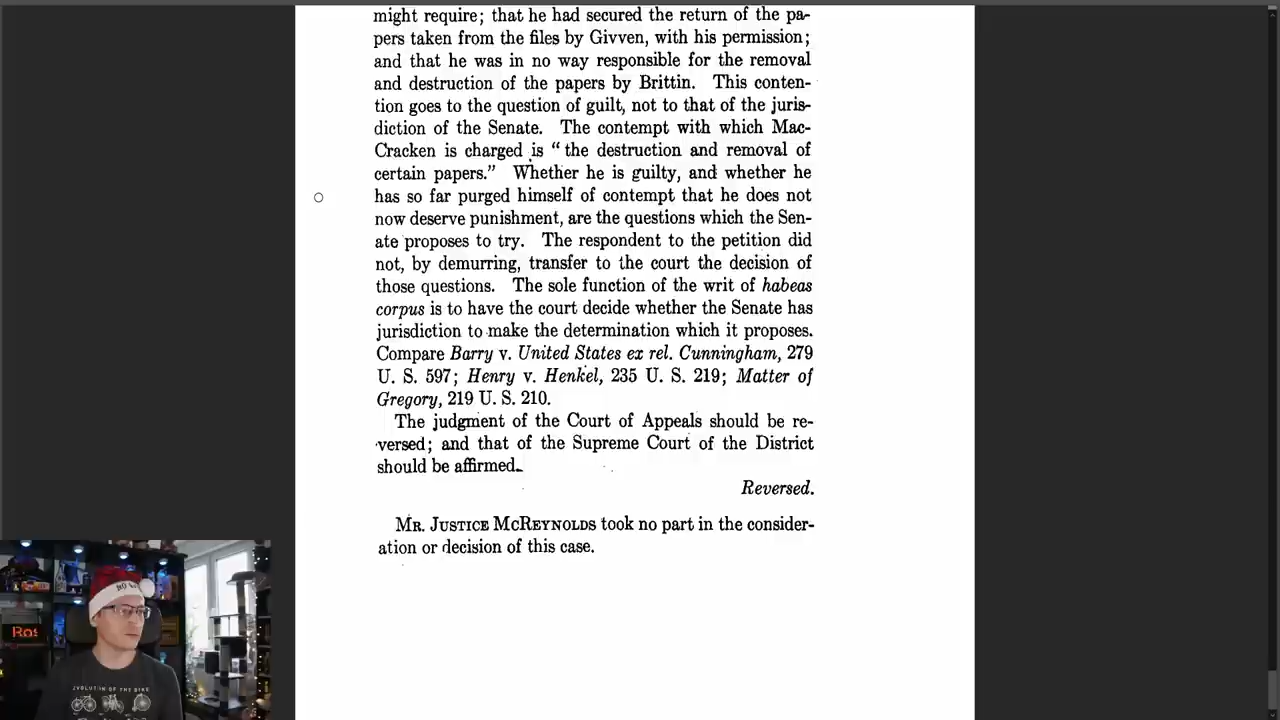 might require; that he had secured the return of the pa-
pers taken from the files by Givven, with his permission;
and that he was in no way responsible for the removal
and destruction of the papers by Brittin. This conten-
tion goes to the question of guilt, not to that of the juris-
diction of the Senate. The contempt with which Mac-
Cracken is charged is “the destruction and removal of
certain papers.” Whether he is guilty, and whether he
has so far purged himself of contempt that he does not
now deserve punishment, are the questions which the Sen-
ate proposes to try. The respondent to the petition did
not, by demurring, transfer to the court the decision of
those questions. The sole function of the writ of habeas
corpus is to have the court decide whether the Senate has
jurisdiction to make the determination which it proposes.
Compare Barry v. United States ex rel. Cunningham, 279
U. S. 597; Henry v. Henkel, 235 U. S. 219; Matter of
Gregory, 219 U. S. 210.
The judgment of the Court of Appeals should be re-
versed; and that of the Supreme Court of the District
should be affirmed.
Reversed.
MR. JUSTICE MCREYNOLDS took no part in the consider-
ation or decision of this case.
Ros
EVOLUTION OF THE BIKE